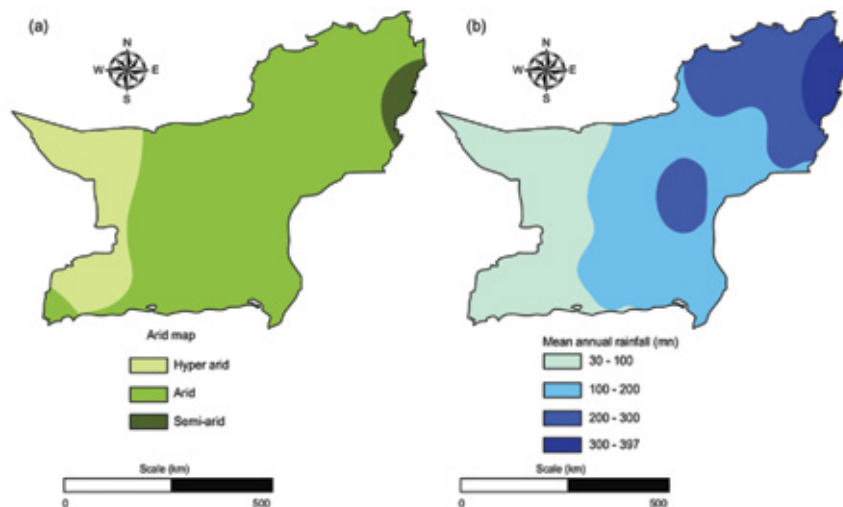 (a)
N
W E
S
Arid map
Hyper arid
Arid
Semi-arid
Scale (km)
0 500
(b)
N
W E
S
Mean annual rainfall (mn)
30 - 100
100 - 200
200 - 300
300 - 397
Scale (km)
0 500